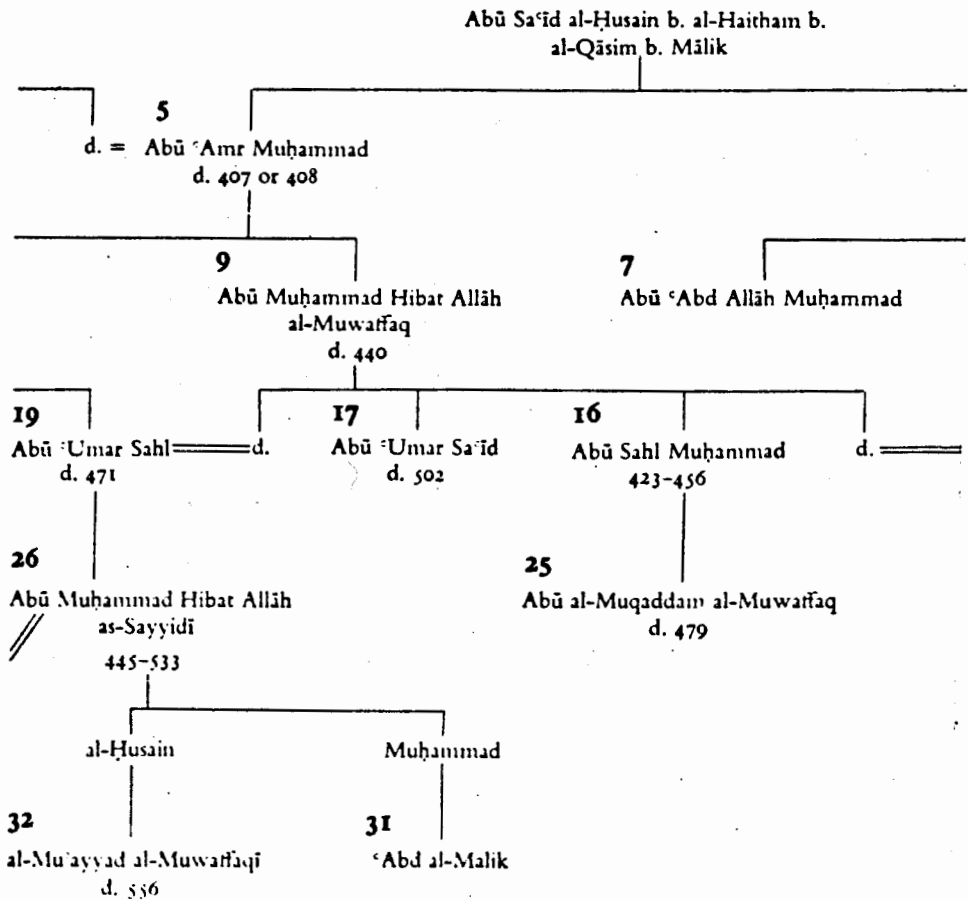 Abū Saʿīd al-Ḥusain b. al-Haitham b.
al-Qāsim b. Mālik
5
d. = Abū ʿAmr Muḥammad
d. 407 or 408
9
Abū Muḥammad Hibat Allāh
al-Muwaffaq
d. 440
7
Abū ʿAbd Allāh Muḥammad
19
Abū ʿUmar Sahl
d. 471
d.
17
Abū ʿUmar Saʿīd
d. 502
16
Abū Sahl Muḥammad
423–456
d.
26
Abū Muḥammad Hibat Allāh
as-Sayyidī
445–533
25
Abū al-Muqaddam al-Muwaffaq
d. 479
al-Ḥusain
Muḥammad
32
al-Muʾayyad al-Muwaffaqī
d. 556
31
ʿAbd al-Malik